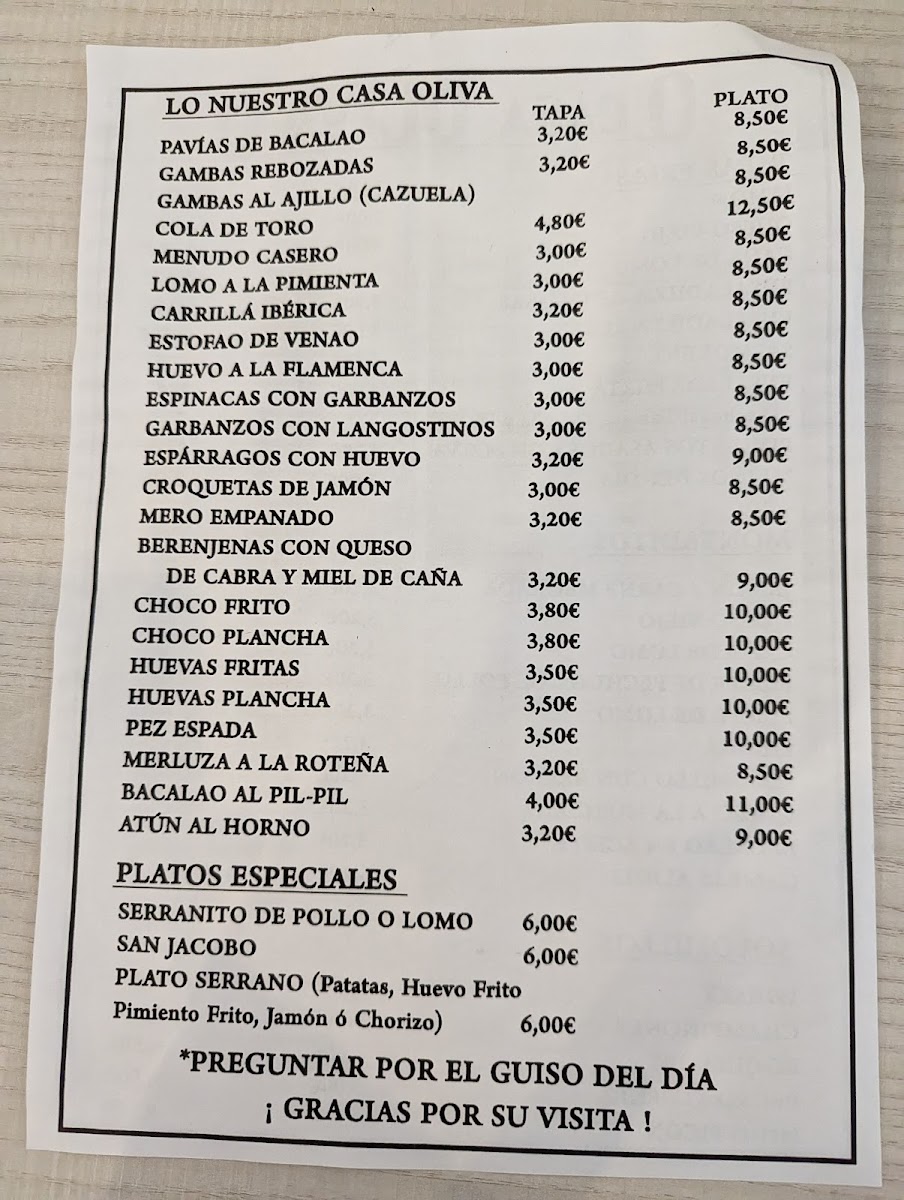 LO NUESTRO CASA OLIVA TAPA PLATO
PAVÍAS DE BACALAO 3,20€ 8,50€
GAMBAS REBOZADAS 3,20€ 8,50€
GAMBAS AL AJILLO (CAZUELA) 8,50€
COLA DE TORO 4,80€ 12,50€
MENUDO CASERO 3,00€ 8,50€
LOMO A LA PIMIENTA 3,00€ 8,50€
CARRILLÁ IBÉRICA 3,20€ 8,50€
ESTOFAO DE VENAO 3,00€ 8,50€
HUEVO A LA FLAMENCA 3,00€ 8,50€
ESPINACAS CON GARBANZOS 3,00€ 8,50€
GARBANZOS CON LANGOSTINOS 3,00€ 8,50€
ESPÁRRAGOS CON HUEVO 3,20€ 9,00€
CROQUETAS DE JAMÓN 3,00€ 8,50€
MERO EMPANADO 3,20€ 8,50€
BERENJENAS CON QUESO
DE CABRA Y MIEL DE CAÑA 3,20€ 9,00€
CHOCO FRITO 3,80€ 10,00€
CHOCO PLANCHA 3,80€ 10,00€
HUEVAS FRITAS 3,50€ 10,00€
HUEVAS PLANCHA 3,50€ 10,00€
PEZ ESPADA 3,50€ 10,00€
MERLUZA A LA ROTEÑA 3,20€ 8,50€
BACALAO AL PIL-PIL 4,00€ 11,00€
ATÚN AL HORNO 3,20€ 9,00€
PLATOS ESPECIALES
SERRANITO DE POLLO O LOMO 6,00€
SAN JACOBO 6,00€
PLATO SERRANO (Patatas, Huevo Frito
Pimiento Frito, Jamón ó Chorizo) 6,00€
*PREGUNTAR POR EL GUISO DEL DÍA
¡ GRACIAS POR SU VISITA !